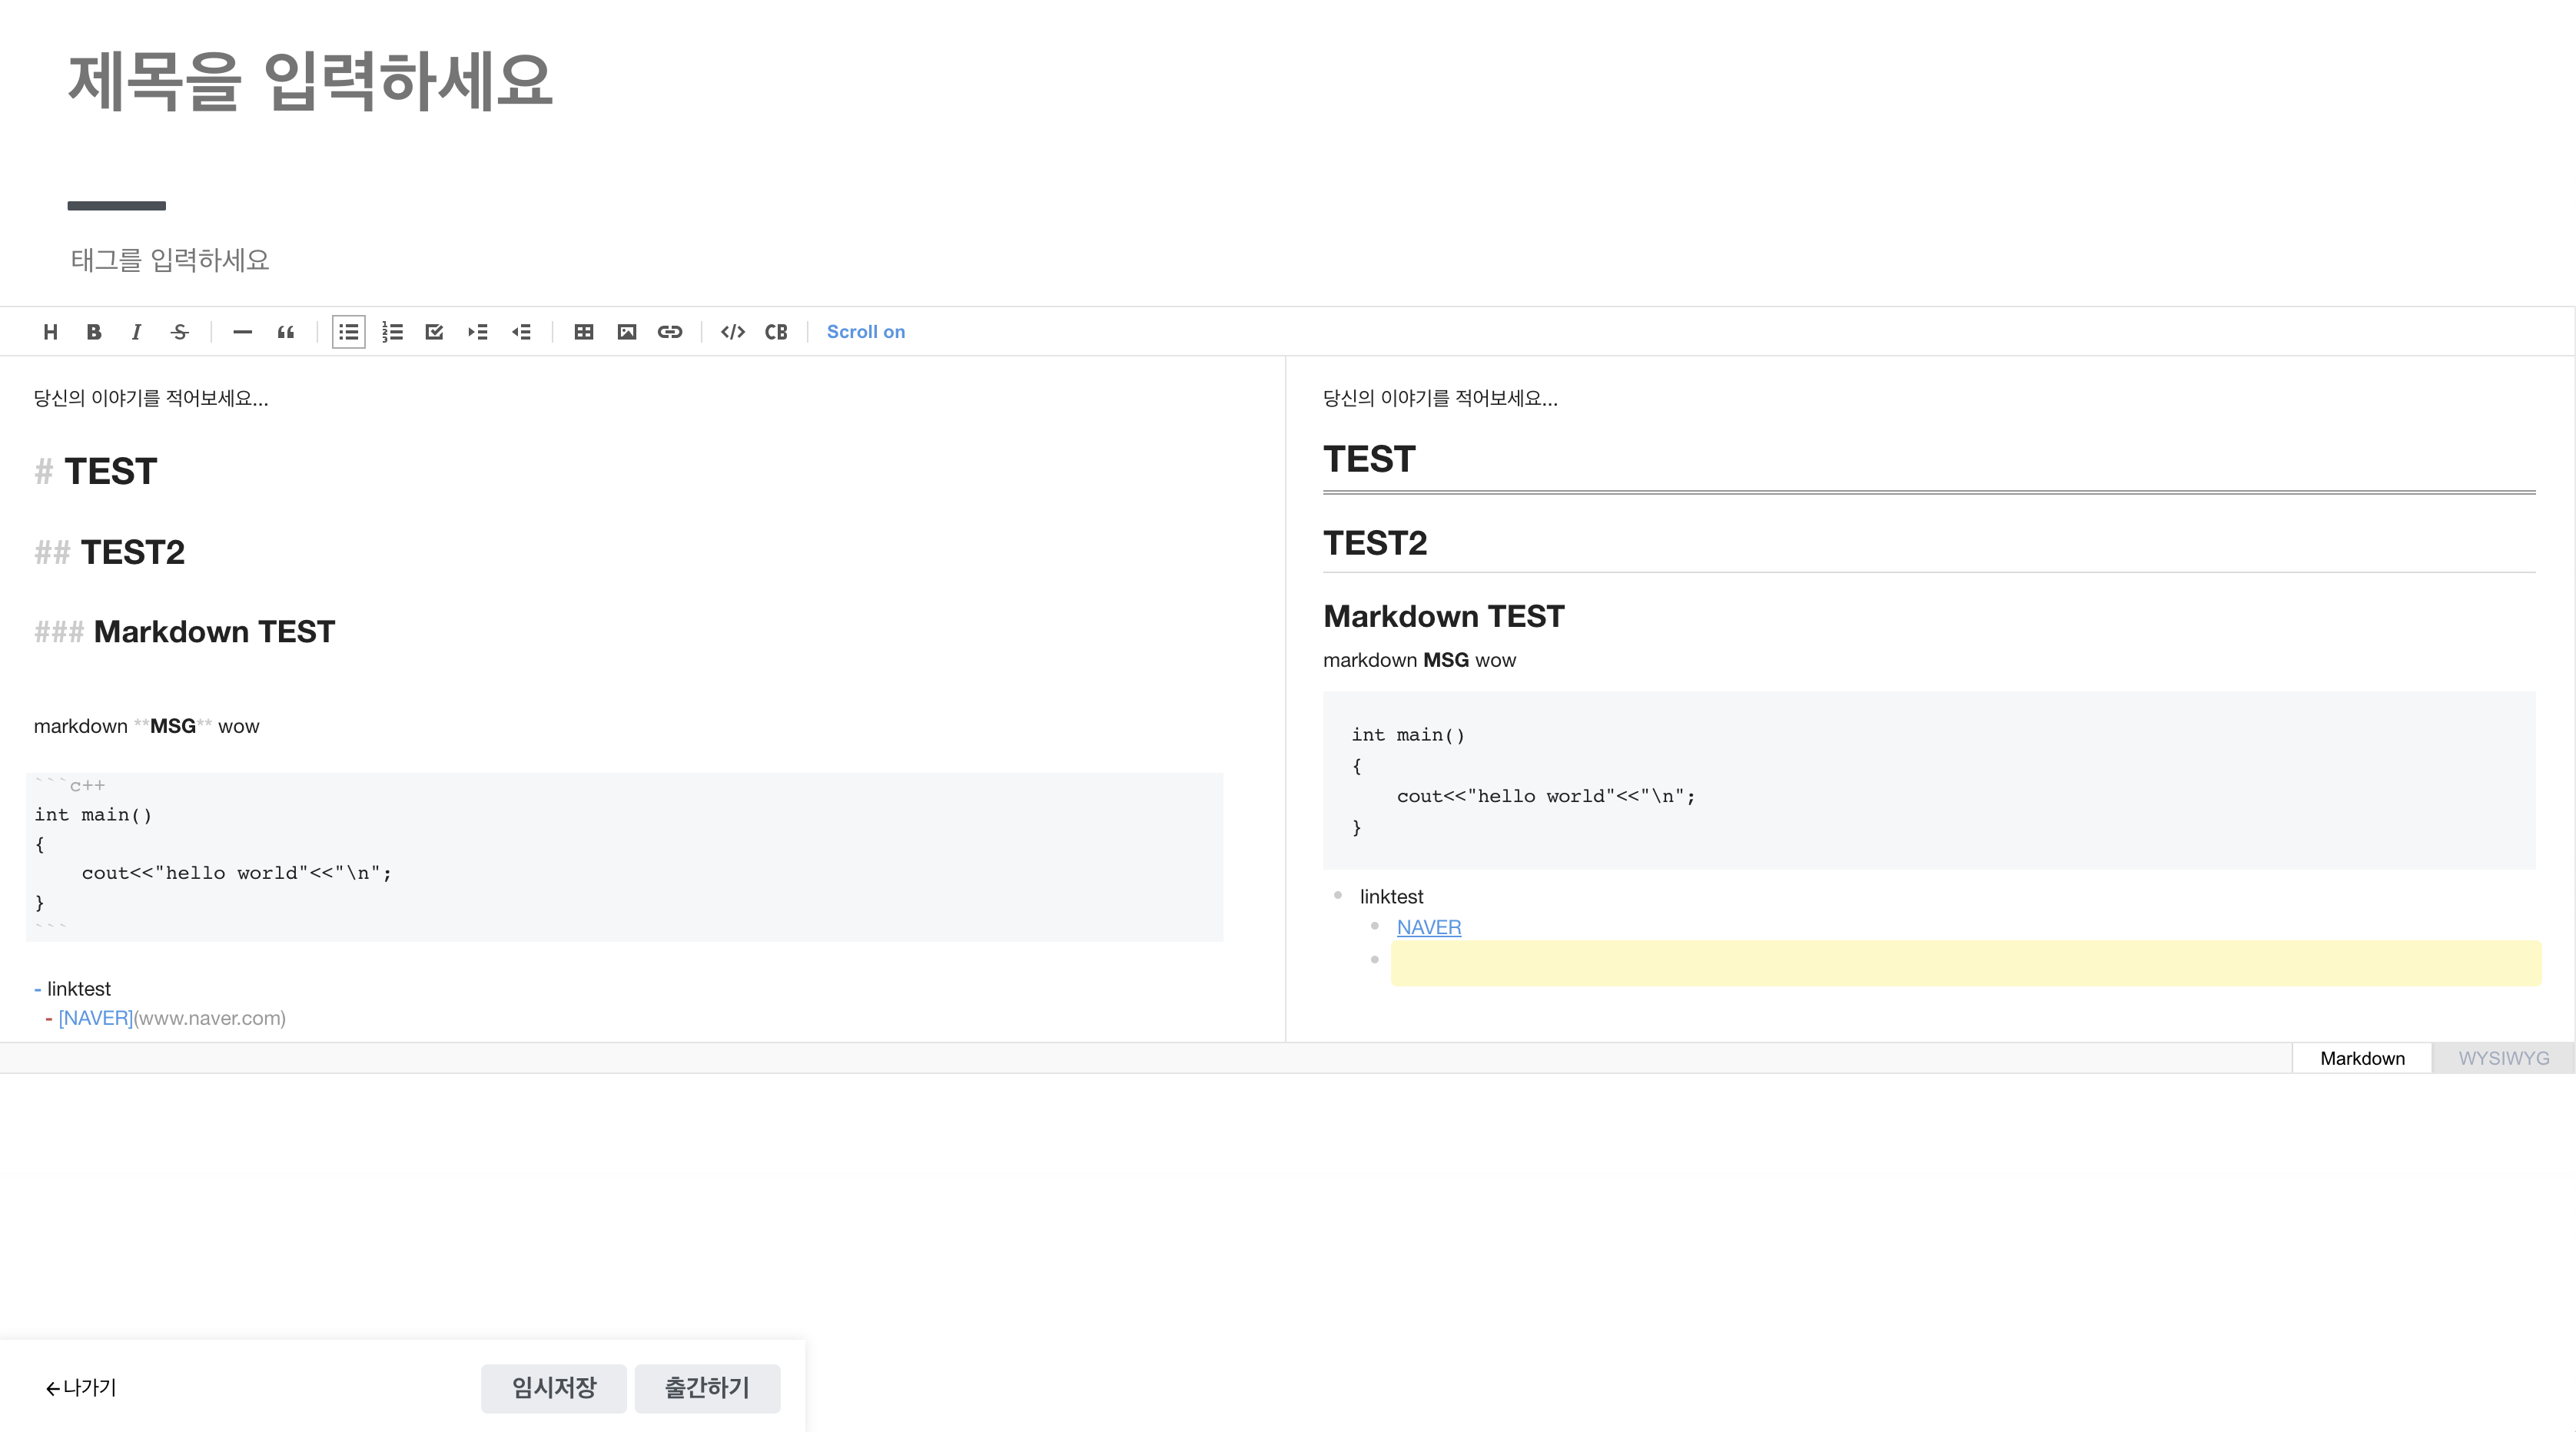 제목을 입력하세요
태그를 입력하세요
H B I S CB Scroll on
당신의 이야기를 적어보세요...
# TEST
## TEST2
### Markdown TEST
markdown **MSG** wow
```c++
int main()
{
    cout<<"hello world"<<"\n";
}
```
- linktest
  - [NAVER](www.naver.com)
당신의 이야기를 적어보세요...
TEST
TEST2
Markdown TEST
markdown MSG wow
int main()
{
    cout<<"hello world"<<"\n";
}
linktest
NAVER
Markdown WYSIWYG
나가기 임시저장 출간하기